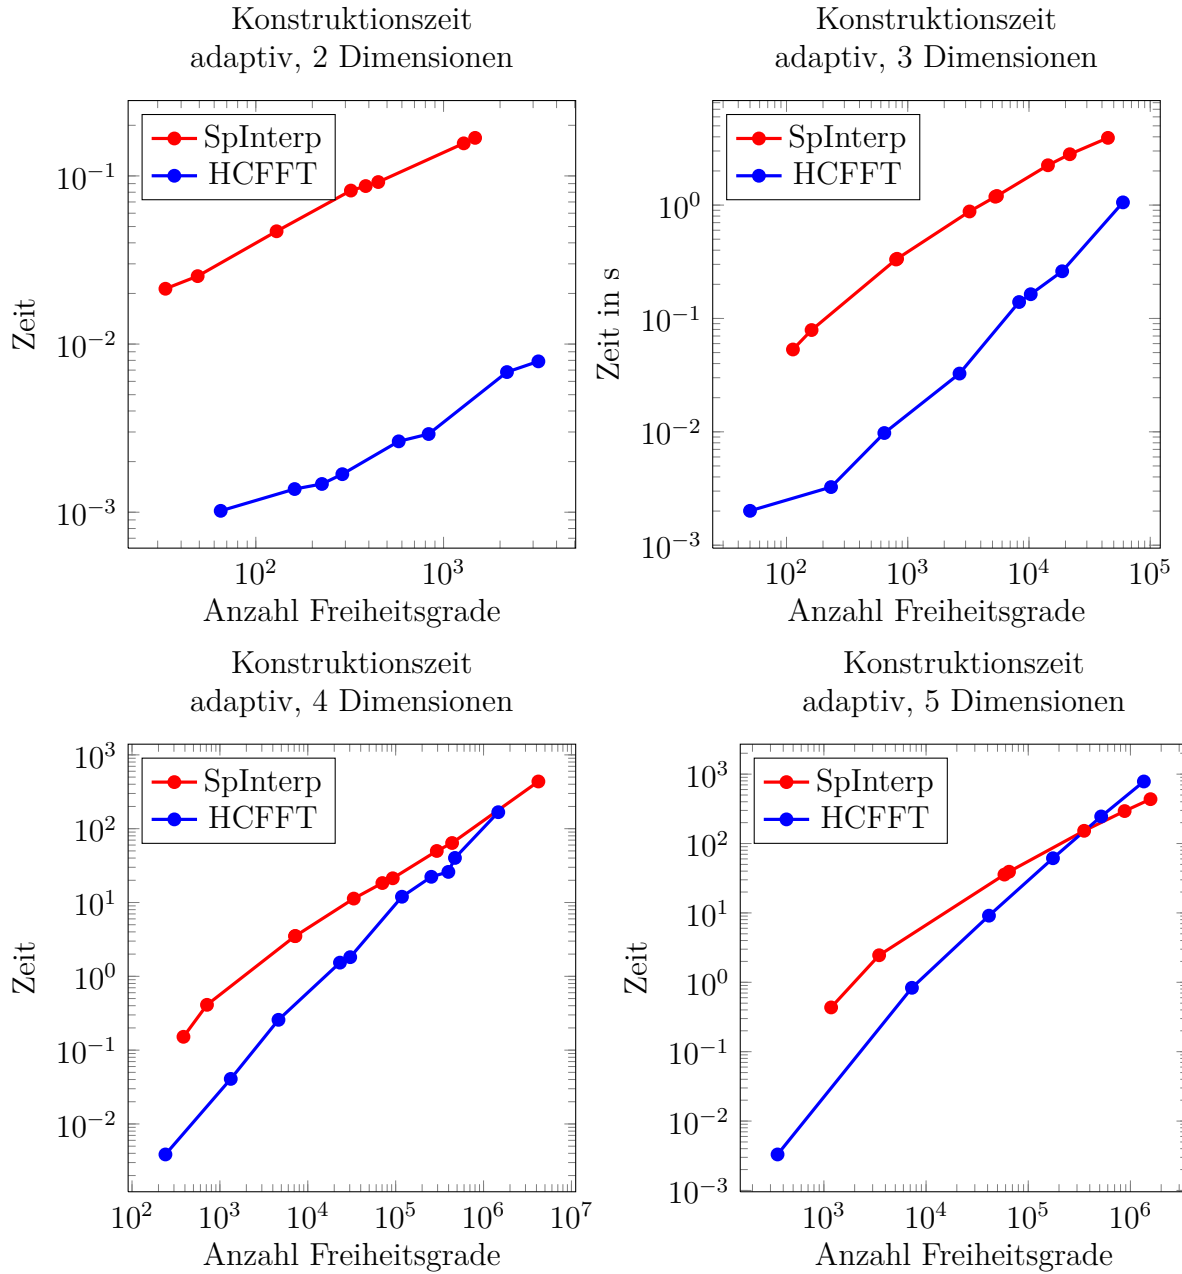 Konstruktionszeit
adaptiv, 2 Dimensionen
SpInterp
HCFFT
10^-1
10^-2
10^-3
Zeit
10^2 10^3
Anzahl Freiheitsgrade
Konstruktionszeit
adaptiv, 3 Dimensionen
SpInterp
HCFFT
10^0
10^-1
10^-2
10^-3
Zeit in s
10^2 10^3 10^4 10^5
Anzahl Freiheitsgrade
Konstruktionszeit
adaptiv, 4 Dimensionen
SpInterp
HCFFT
10^3
10^2
10^1
10^0
10^-1
10^-2
Zeit
10^2 10^3 10^4 10^5 10^6 10^7
Anzahl Freiheitsgrade
Konstruktionszeit
adaptiv, 5 Dimensionen
SpInterp
HCFFT
10^3
10^2
10^1
10^0
10^-1
10^-2
10^-3
Zeit
10^3 10^4 10^5 10^6
Anzahl Freiheitsgrade